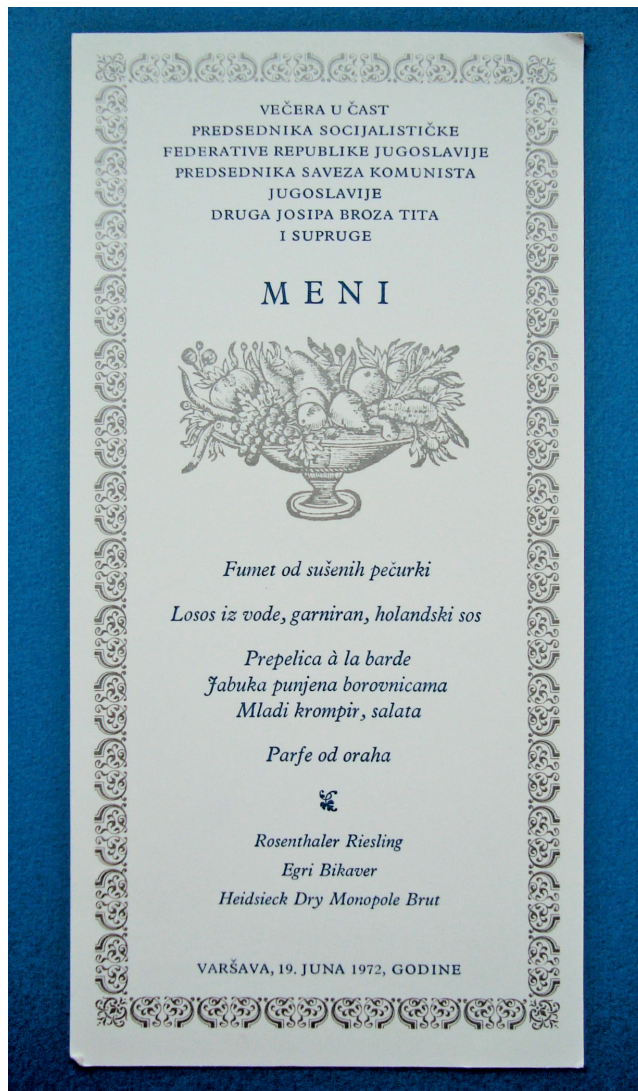 VEČERA U ČAST
PREDSEDNIKA SOCIJALISTIČKE
FEDERATIVE REPUBLIKE JUGOSLAVIJE
PREDSEDNIKA SAVEZA KOMUNISTA
JUGOSLAVIJE
DRUGA JOSIPA BROZA TITA
I SUPRUGE
MENI
Fumet od sušenih pečurki
Losos iz vode, garniran, holandski sos
Prepelica à la barde
Jabuka punjena borovnicama
Mladi krompir, salata
Parfe od oraha
Rosenthaler Riesling
Egri Bikaver
Heidsieck Dry Monopole Brut
VARŠAVA, 19. JUNA 1972, GODINE